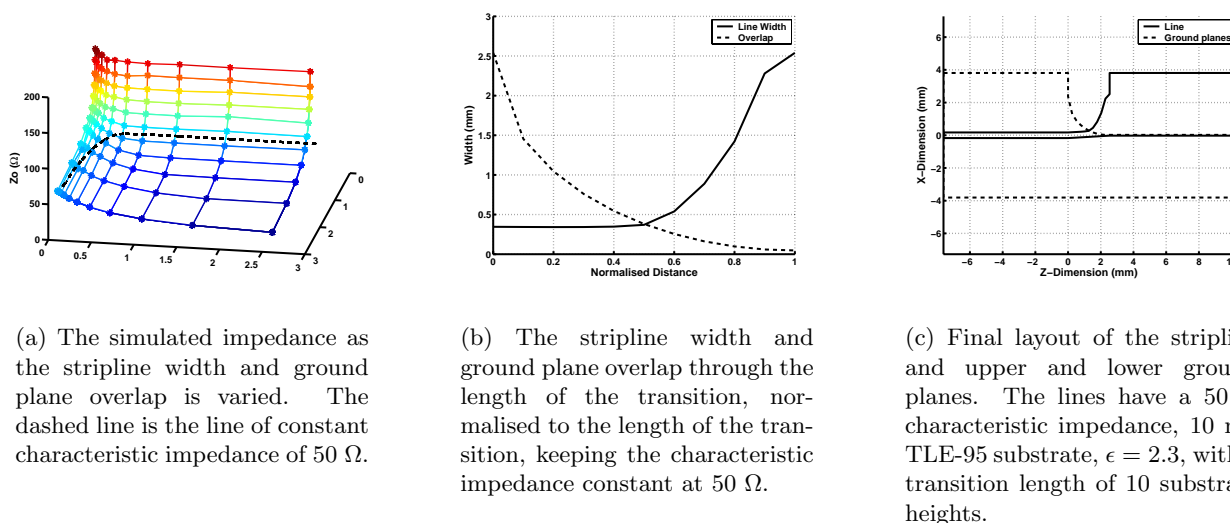 200
150
100
50
0
Zo (Ω)
0
0.5
1
1.5
2
2.5
3
3
2
1
0
3
2.5
2
1.5
1
0.5
0
Width (mm)
Line Width
Overlap
0
0.2
0.4
0.6
0.8
1
Normalised Distance
6
4
2
0
−2
−4
−6
X−Dimension (mm)
Line
Ground planes
−6
−4
−2
0
2
4
6
8
Z−Dimension (mm)
(a) The simulated impedance as
the stripline width and ground
plane overlap is varied. The
dashed line is the line of constant
characteristic impedance of 50 Ω.
(b) The stripline width and
ground plane overlap through the
length of the transition, nor-
malised to the length of the tran-
sition, keeping the characteristic
impedance constant at 50 Ω.
(c) Final layout of the stripli
and upper and lower grou
planes. The lines have a 50
characteristic impedance, 10
TLE-95 substrate, ϵ = 2.3, with
transition length of 10 substra
heights.